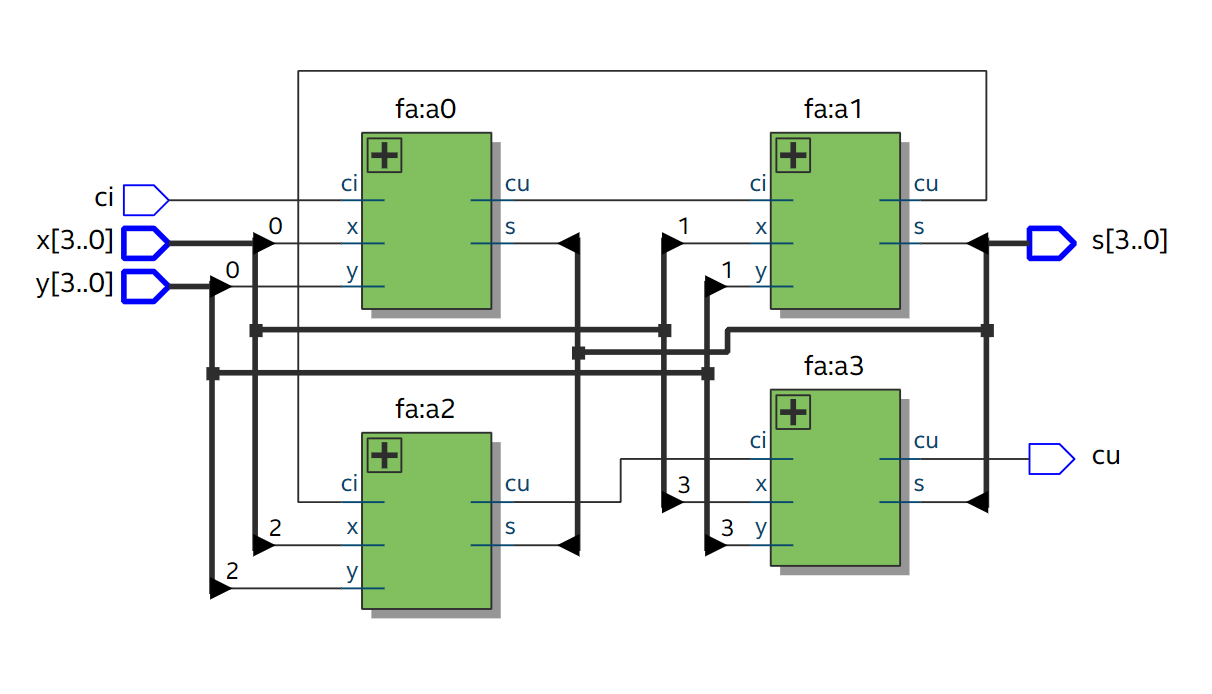 fa:a0
fa:a1
ci
cu
ci
cu
ci
x[3..0]
0
x
s
1
x
s
s[3..0]
y[3..0]
0
y
1
y
fa:a2
fa:a3
ci
cu
cu
ci
cu
3
x
s
2
x
s
3
y
2
y